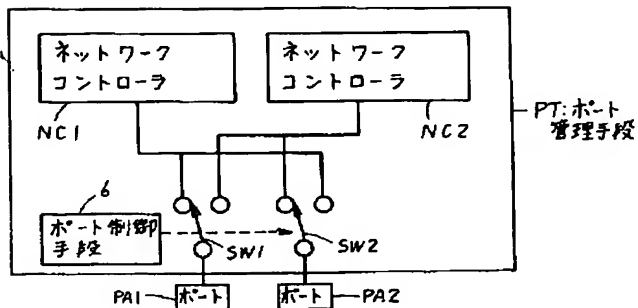 ネットワーク
コントローラ
ネットワーク
コントローラ
NC1
NC2
PT:ポート
管理手段
6
ポート制御
手段
SW1
SW2
PA1
ポート
ポート
PA2